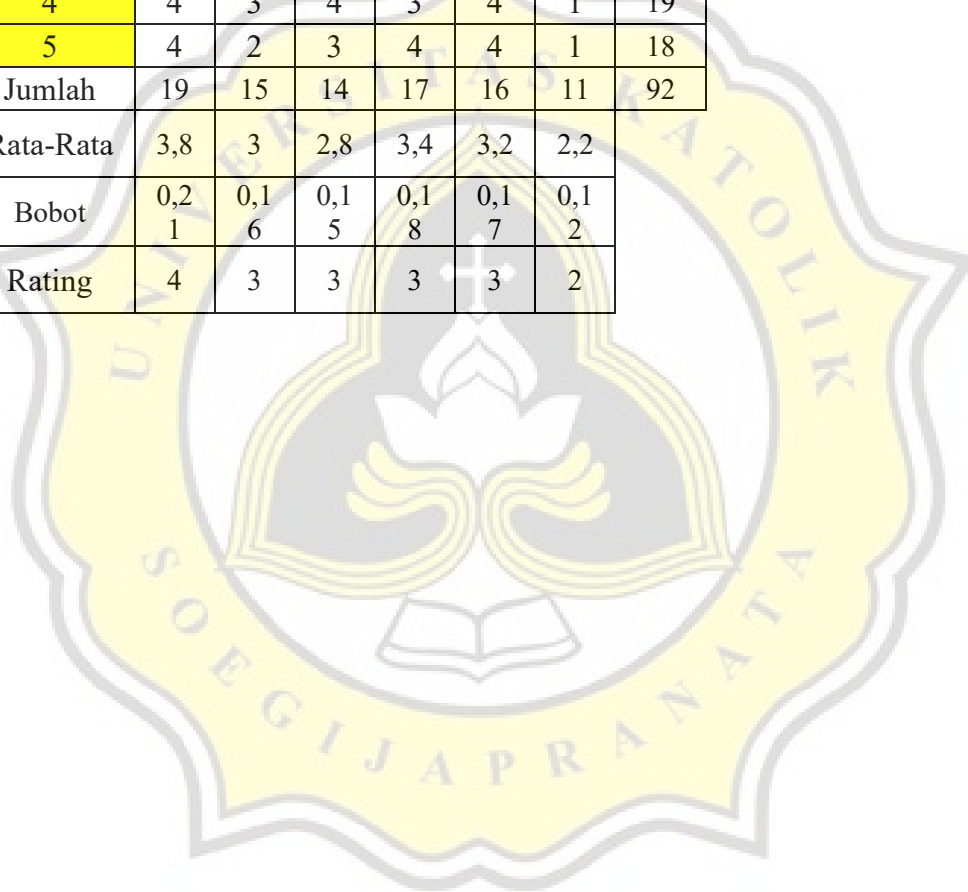 4 4 3 4 3 4 1 19
5 4 2 3 4 4 1 18
Jumlah 19 15 14 17 16 11 92
Rata-Rata 3,8 3 2,8 3,4 3,2 2,2
Bobot 0,21 0,16 0,15 0,18 0,17 0,12
Rating 4 3 3 3 3 2
UNIVERSITAS KATOLIK
SOEGIJAPRANATA